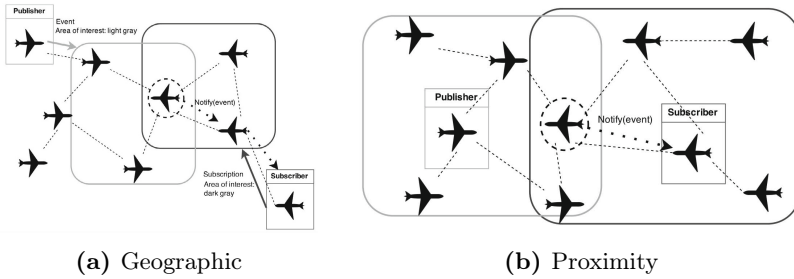 Publisher
Event
Area of interest: light gray
Notify(event)
Subscription
Area of interest:
dark gray
Subscriber
(a) Geographic
Publisher
Subscriber
Notify(event)
(b) Proximity